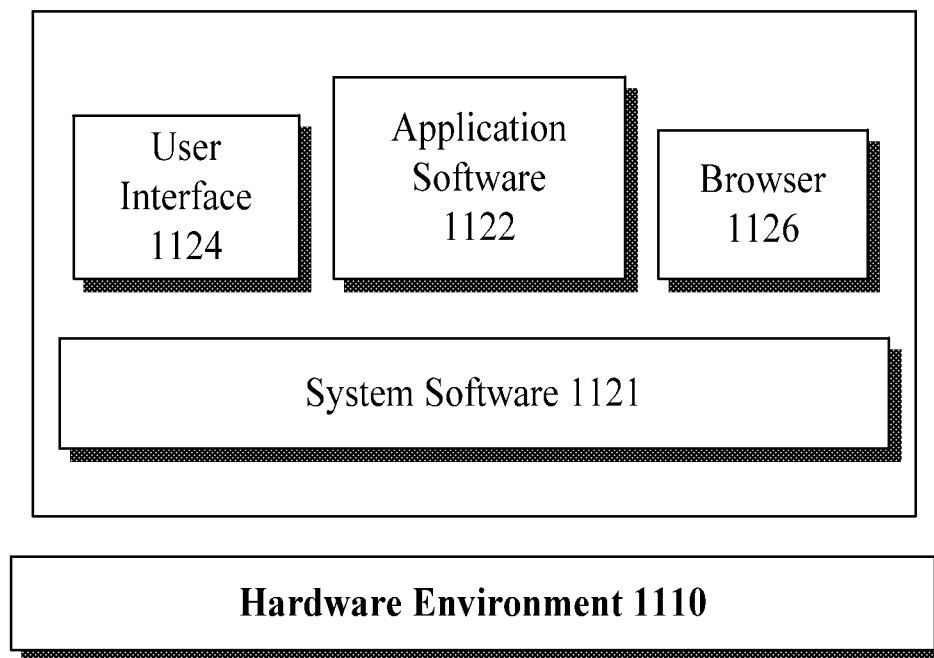 User
Interface
1124
Application
Software
1122
Browser
1126
System Software 1121
Hardware Environment 1110